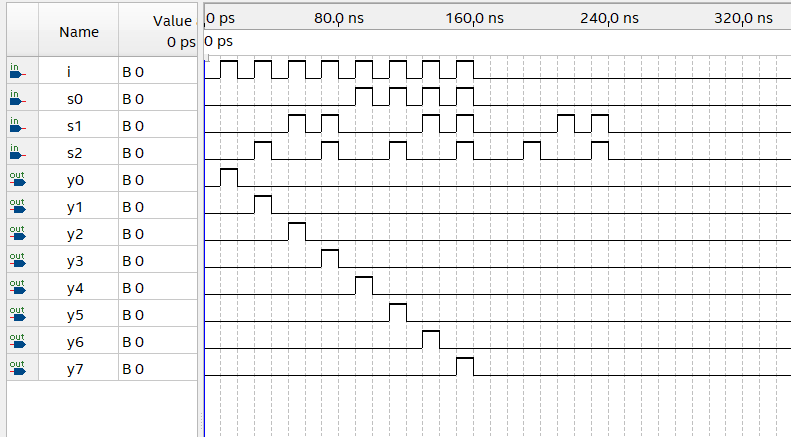 Name Value 0 ps 80.0 ns 160.0 ns 240.0 ns 320.0 ns
0 ps 0 ps
in i B 0
in s0 B 0
in s1 B 0
in s2 B 0
out y0 B 0
out y1 B 0
out y2 B 0
out y3 B 0
out y4 B 0
out y5 B 0
out y6 B 0
out y7 B 0